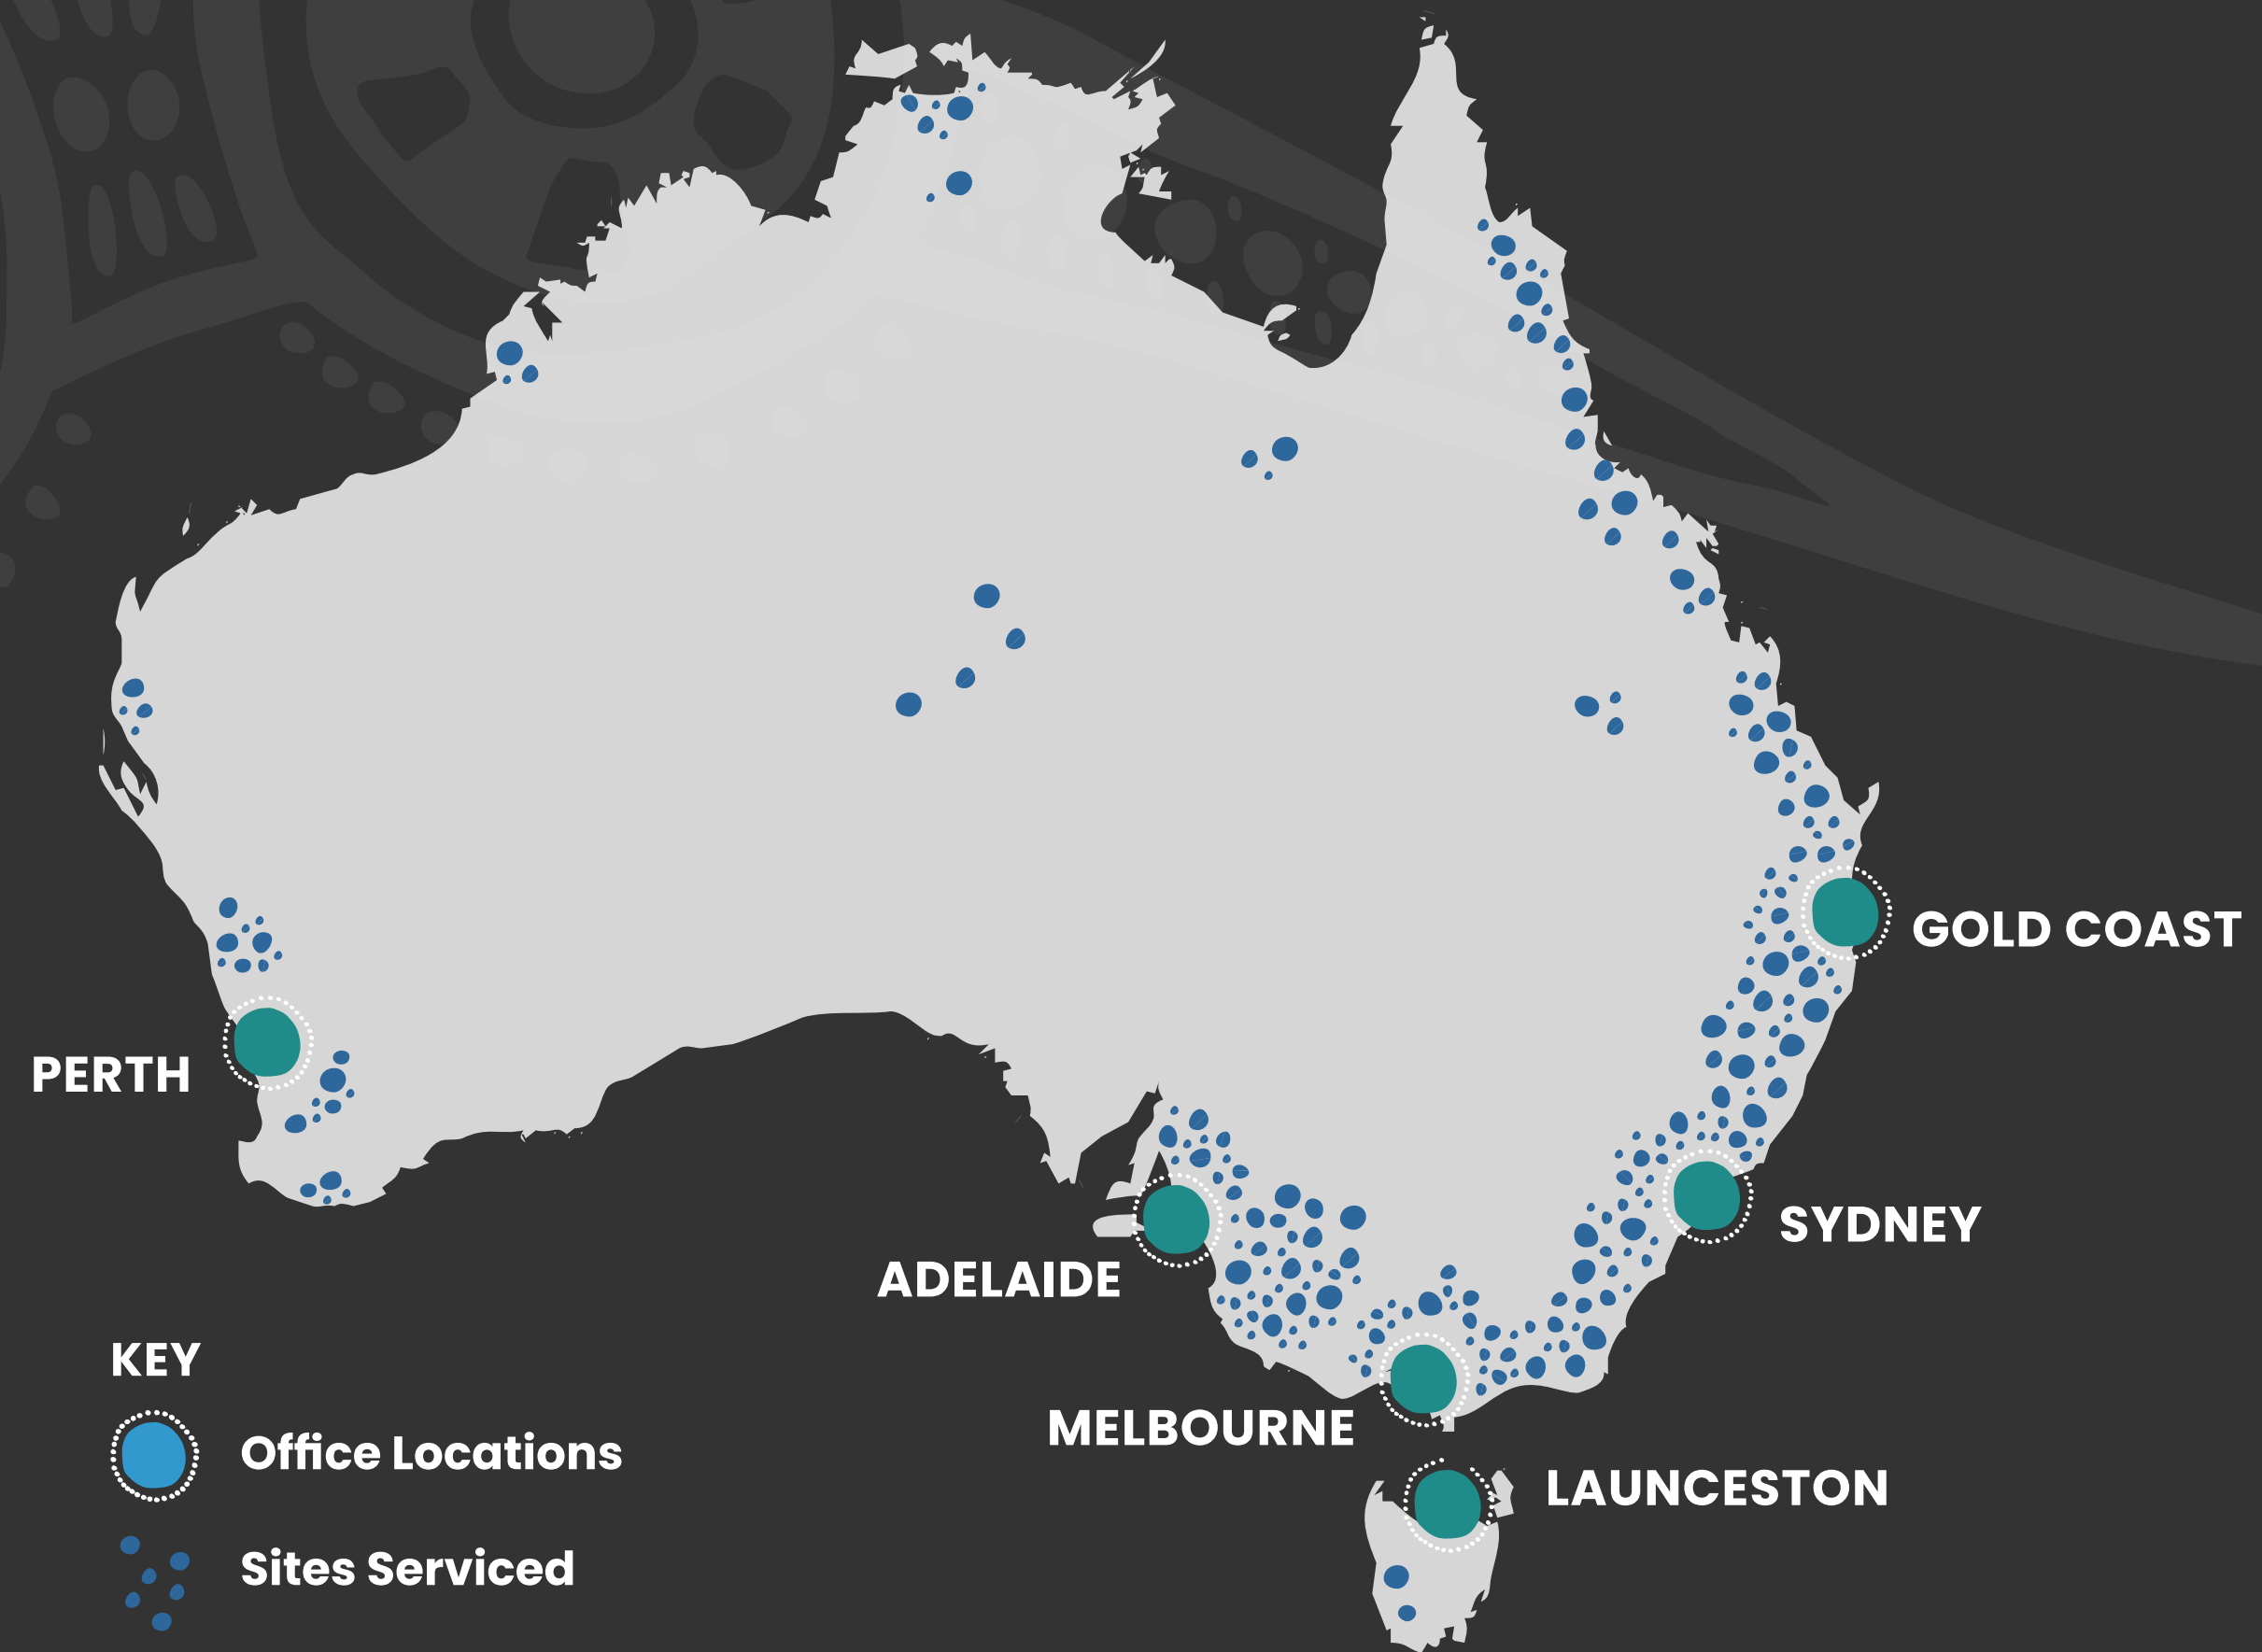 GOLD COAST
PERTH
SYDNEY
ADELAIDE
KEY
MELBOURNE
Office Locations
LAUNCESTON
Sites Serviced